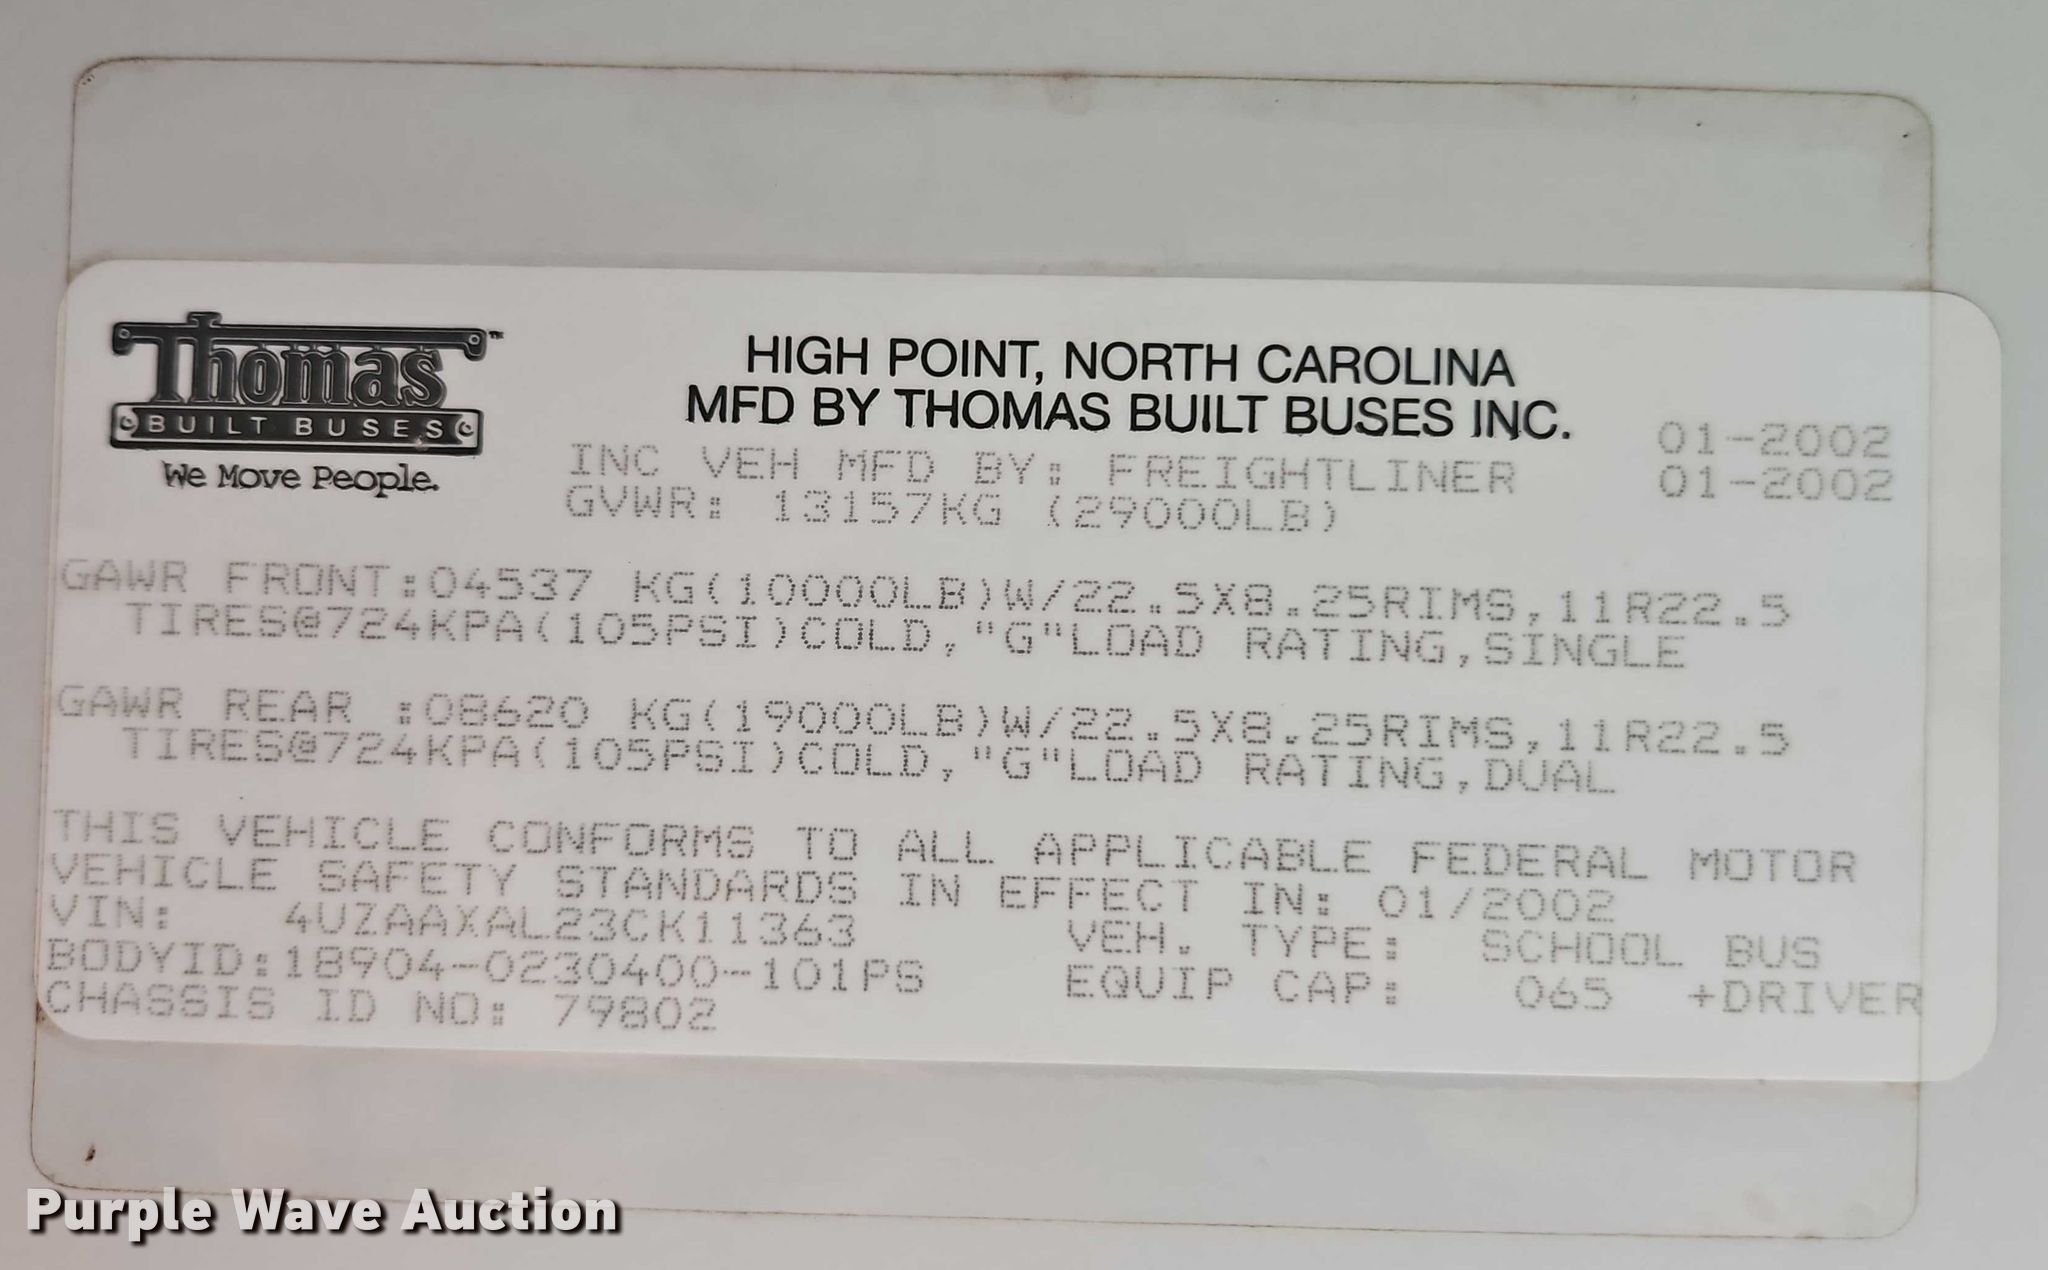 Thomas™
BUILT BUSES
We Move People.
HIGH POINT, NORTH CAROLINA
MFD BY THOMAS BUILT BUSES INC. 01-2002
INC VEH MFD BY: FREIGHTLINER 01-2002
GVWR: 13157KG (29000LB)
GAWR FRONT:04537 KG(10000LB)W/22.5X8.25RIMS,11R22.5
TIRES@724KPA(105PSI)COLD,"G"LOAD RATING,SINGLE
GAWR REAR :08620 KG(19000LB)W/22.5X8.25RIMS,11R22.5
TIRES@724KPA(105PSI)COLD,"G"LOAD RATING,DUAL
THIS VEHICLE CONFORMS TO ALL APPLICABLE FEDERAL MOTOR
VEHICLE SAFETY STANDARDS IN EFFECT IN: 01/2002
VIN: 4UZAAXAL23CK11363 VEH. TYPE: SCHOOL BUS
BODYID:18904-0230400-101PS EQUIP CAP: 065 +DRIVER
CHASSIS ID NO: 79802
Purple Wave Auction